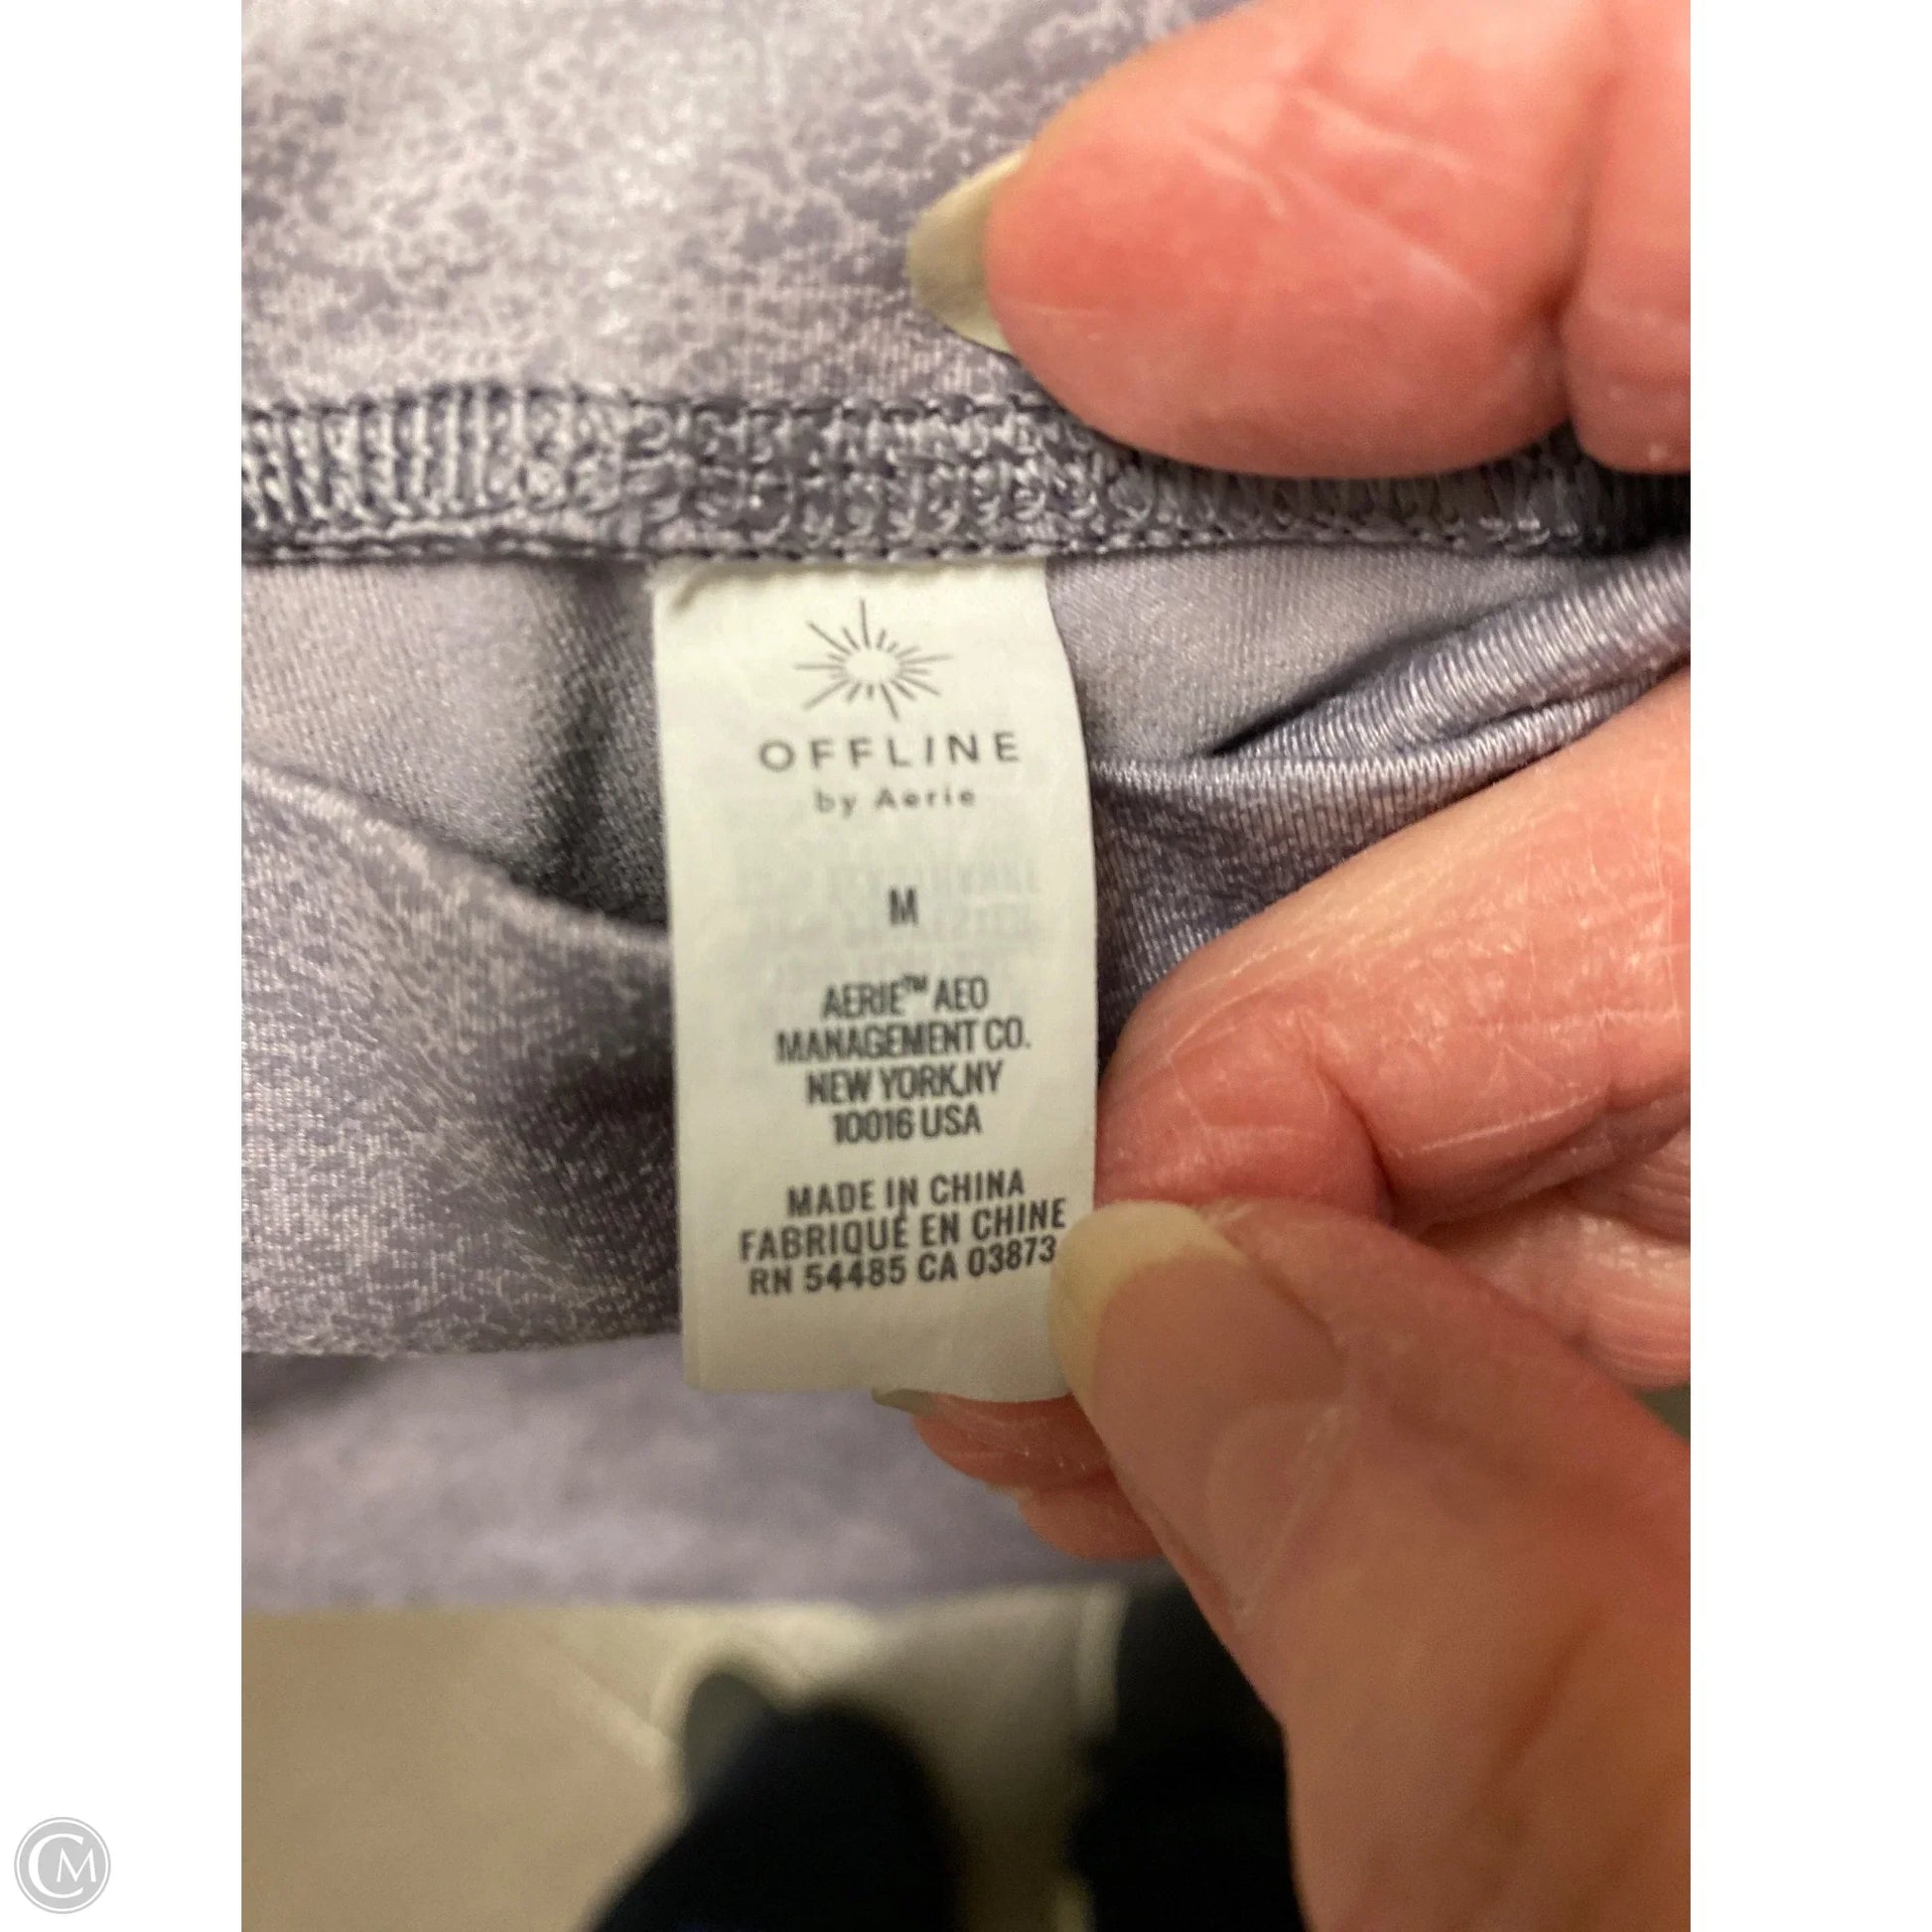 OFFLINE
by Aerie
M
AERIE™ AEO
MANAGEMENT CO.
NEW YORK,NY
10016 USA
MADE IN CHINA
FABRIQUÉ EN CHINE
RN 54485 CA 03873
CM